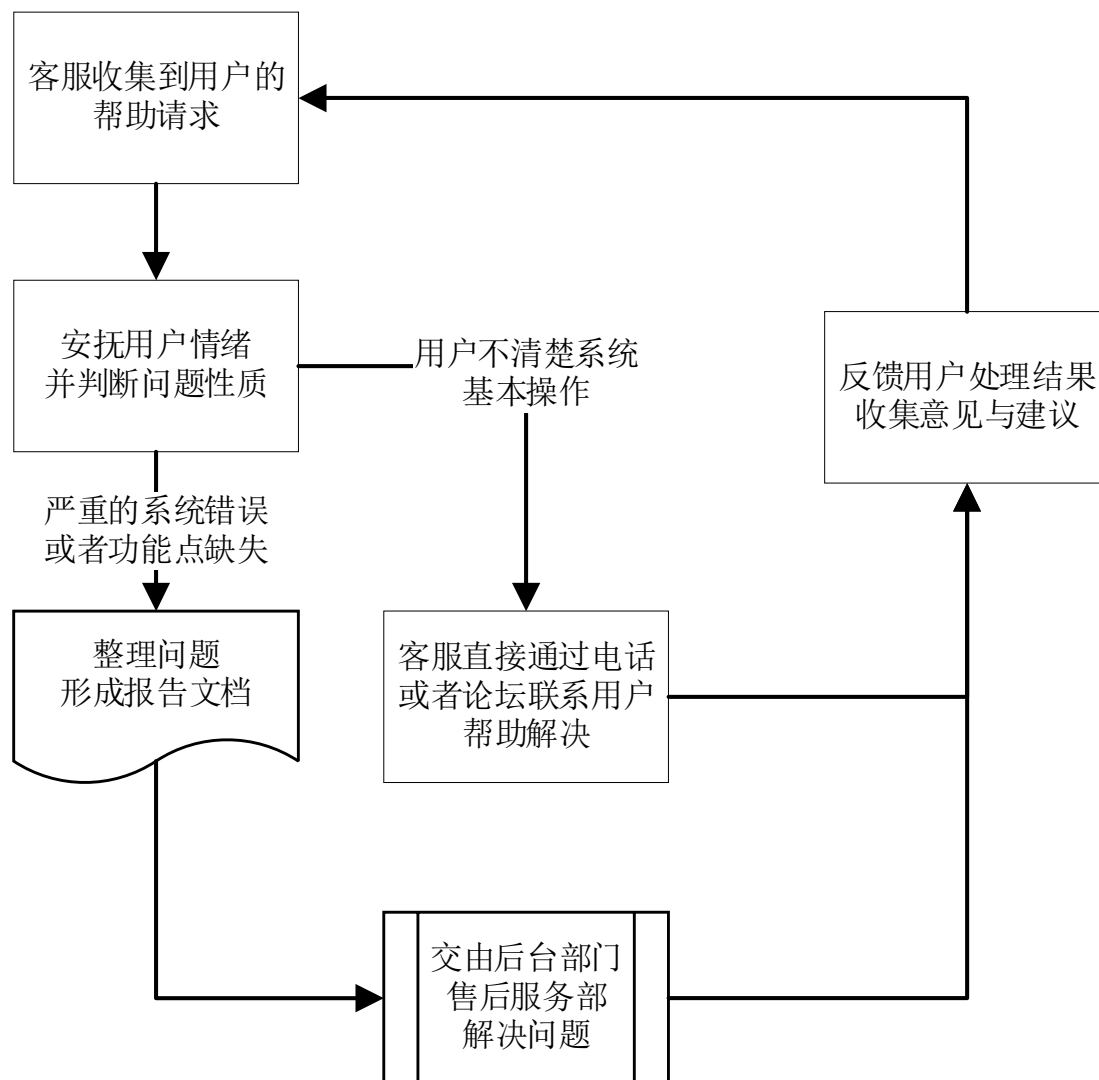 客服收集到用户的
帮助请求
安抚用户情绪
并判断问题性质
用户不清楚系统
基本操作
反馈用户处理结果
收集意见与建议
严重的系统错误
或者功能点缺失
整理问题
形成报告文档
客服直接通过电话
或者论坛联系用户
帮助解决
交由后台部门
售后服务部
解决问题